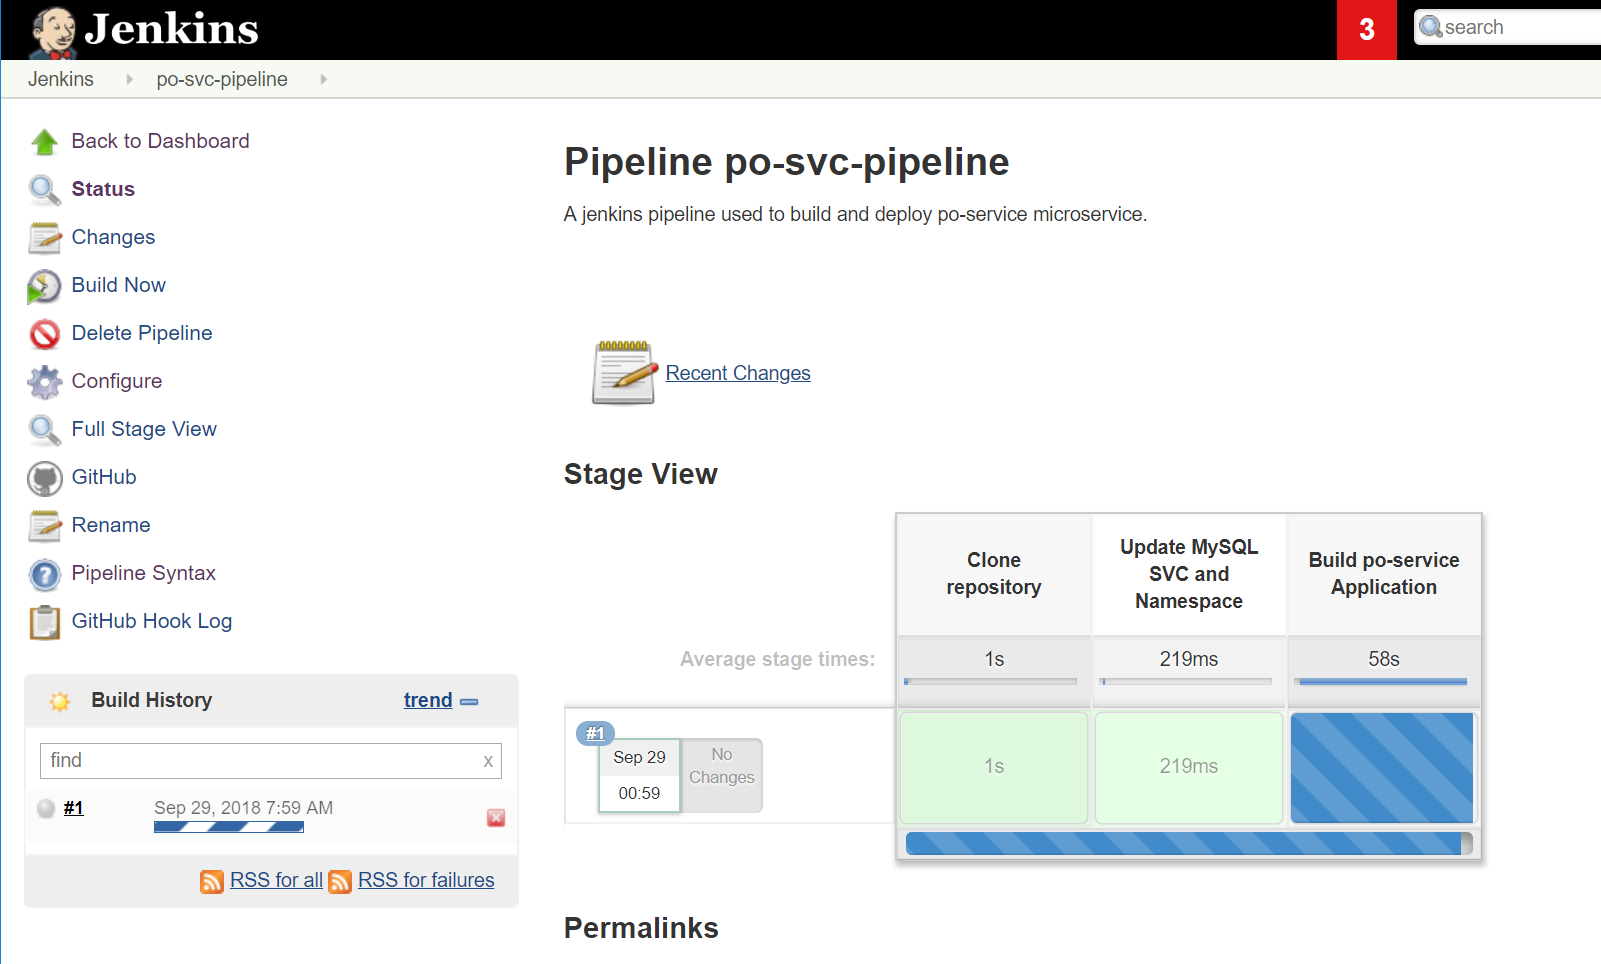 Jenkins
3
search
Jenkins
po-svc-pipeline
Back to Dashboard
Status
Changes
Build Now
Delete Pipeline
Configure
Full Stage View
GitHub
Rename
Pipeline Syntax
GitHub Hook Log
Build History
trend
find
x
#1
Sep 29, 2018 7:59 AM
RSS for all
RSS for failures
Pipeline po-svc-pipeline
A jenkins pipeline used to build and deploy po-service microservice.
Recent Changes
Stage View
Clone
repository
Update MySQL
SVC and
Namespace
Build po-service
Application
Average stage times:
1s
219ms
58s
#1
Sep 29
00:59
No
Changes
1s
219ms
Permalinks